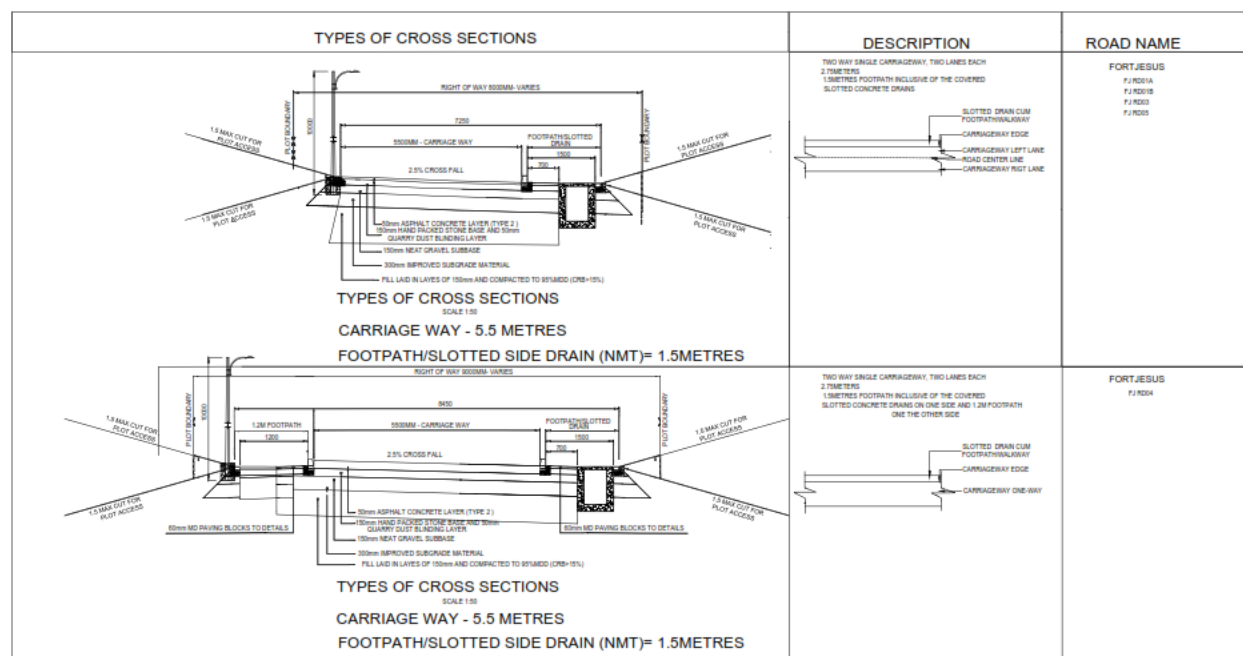 TYPES OF CROSS SECTIONS
DESCRIPTION
ROAD NAME
RIGHT OF WAY 8000MM- VARIES
10000
PLOT BOUNDARY
PLOT BOUNDARY
1.5 MAX CUT FOR
PLOT ACCESS
1.5 MAX CUT FOR
PLOT ACCESS
7250
5500MM - CARRIAGE WAY
FOOTPATH/SLOTTED
DRAIN
1500
700
2.5% CROSS FALL
1.5 MAX CUT FOR
PLOT ACCESS
1.5 MAX CUT FOR
PLOT ACCESS
50mm ASPHALT CONCRETE LAYER (TYPE 2 )
150mm HAND PACKED STONE BASE AND 50mm
QUARRY DUST BLINDING LAYER
150mm NEAT GRAVEL SUBBASE
300mm IMPROVED SUBGRADE MATERIAL
FILL LAID IN LAYES OF 150mm AND COMPACTED TO 95%MDD (CRB>15%)
TYPES OF CROSS SECTIONS
SCALE 1:50
CARRIAGE WAY - 5.5 METRES
FOOTPATH/SLOTTED SIDE DRAIN (NMT)= 1.5METRES
TWO WAY SINGLE CARRIAGEWAY, TWO LANES EACH
2.75METERS
1.5METRES FOOTPATH INCLUSIVE OF THE COVERED
SLOTTED CONCRETE DRAINS
SLOTTED DRAIN CUM
FOOTPATH/WALKWAY
CARRIAGEWAY EDGE
CARRIAGEWAY LEFT LANE
ROAD CENTER LINE
CARRIAGEWAY RIGT LANE
FORTJESUS
FJ RD01A
FJ RD01B
FJ RD03
FJ RD05
RIGHT OF WAY 9000MM- VARIES
10000
PLOT BOUNDARY
PLOT BOUNDARY
1.5 MAX CUT FOR
PLOT ACCESS
1.5 MAX CUT FOR
PLOT ACCESS
8450
1.2M FOOTPATH
5500MM - CARRIAGE WAY
FOOTPATH/SLOTTED
DRAIN
1200
1500
700
2.5% CROSS FALL
1.5 MAX CUT FOR
PLOT ACCESS
1.5 MAX CUT FOR
PLOT ACCESS
50mm ASPHALT CONCRETE LAYER (TYPE 2 )
150mm HAND PACKED STONE BASE AND 50mm
QUARRY DUST BLINDING LAYER
60mm MD PAVING BLOCKS TO DETAILS
60mm MD PAVING BLOCKS TO DETAILS
150mm NEAT GRAVEL SUBBASE
300mm IMPROVED SUBGRADE MATERIAL
FILL LAID IN LAYES OF 150mm AND COMPACTED TO 95%MDD (CRB>15%)
TYPES OF CROSS SECTIONS
SCALE 1:50
CARRIAGE WAY - 5.5 METRES
FOOTPATH/SLOTTED SIDE DRAIN (NMT)= 1.5METRES
TWO WAY SINGLE CARRIAGEWAY, TWO LANES EACH
2.75METERS
1.5METRES FOOTPATH INCLUSIVE OF THE COVERED
SLOTTED CONCRETE DRAINS ON ONE SIDE AND 1.2M FOOTPATH
ONE THE OTHER SIDE
SLOTTED DRAIN CUM
FOOTPATH/WALKWAY
CARRIAGEWAY EDGE
CARRIAGEWAY ONE-WAY
FORTJESUS
FJ RD04